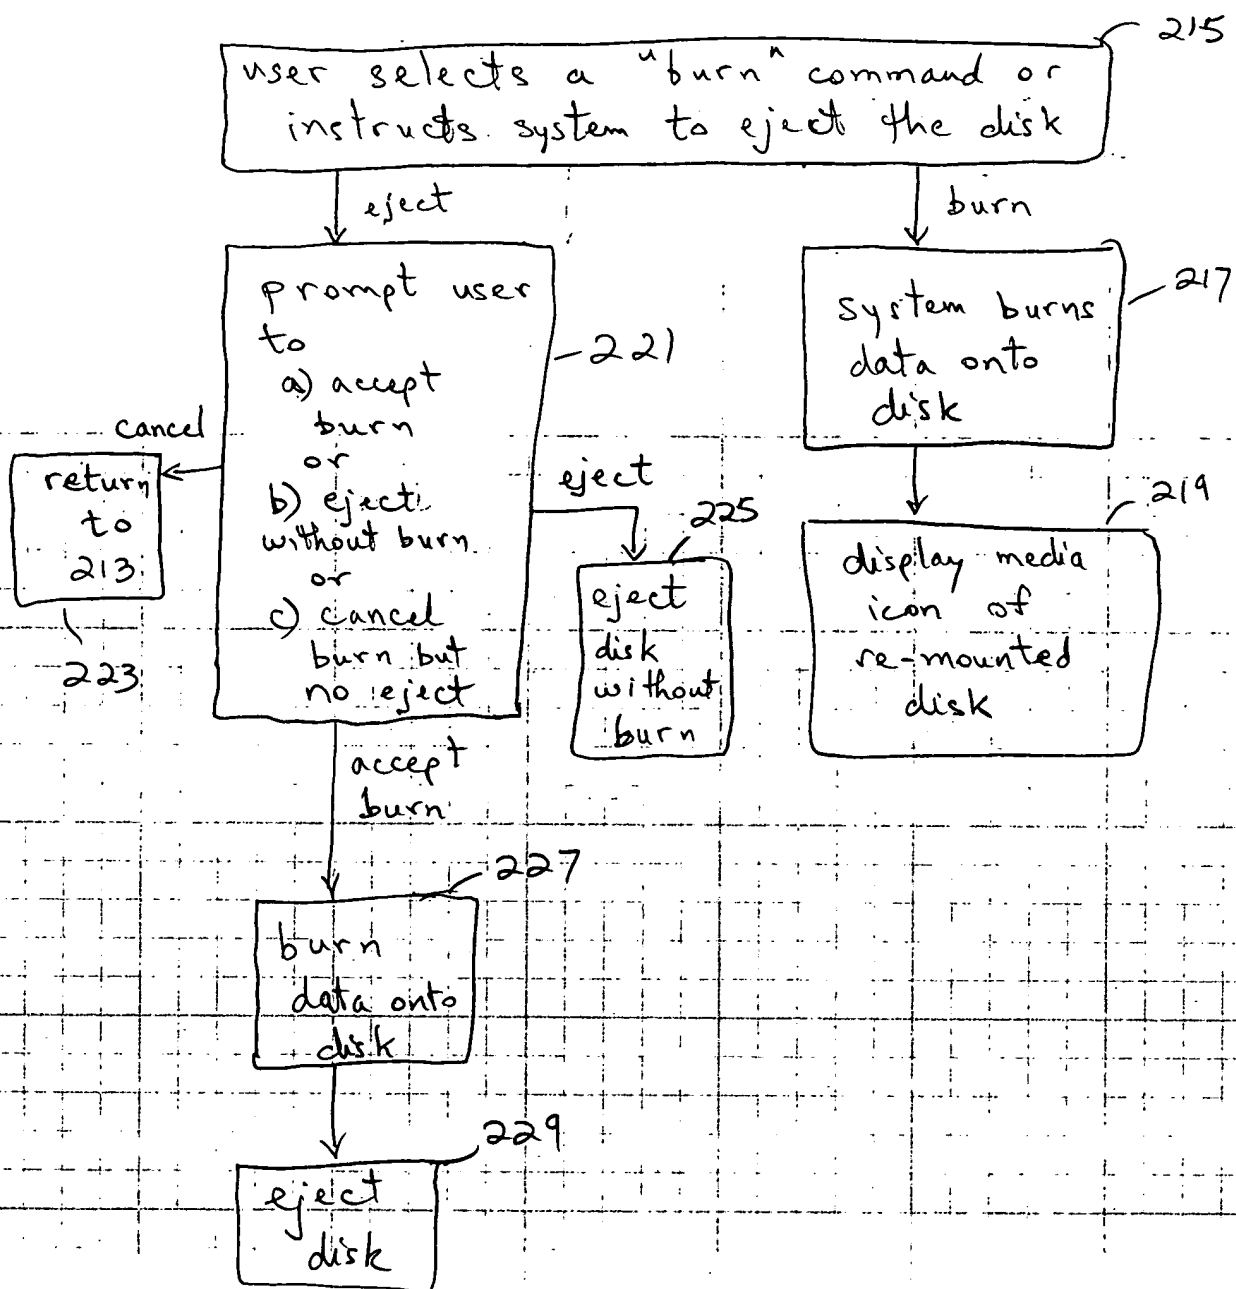 215
user selects a "burn" command or
instructs system to eject the disk
eject
burn
prompt user
to
a) accept
burn
or
b) eject
without burn
or
c) cancel
burn but
no eject
221
system burns
data onto
disk
217
cancel
return
to
213
223
eject
225
eject
disk
without
burn
219
display media
icon of
re-mounted
disk
accept
burn
227
burn
data onto
disk
229
eject
disk